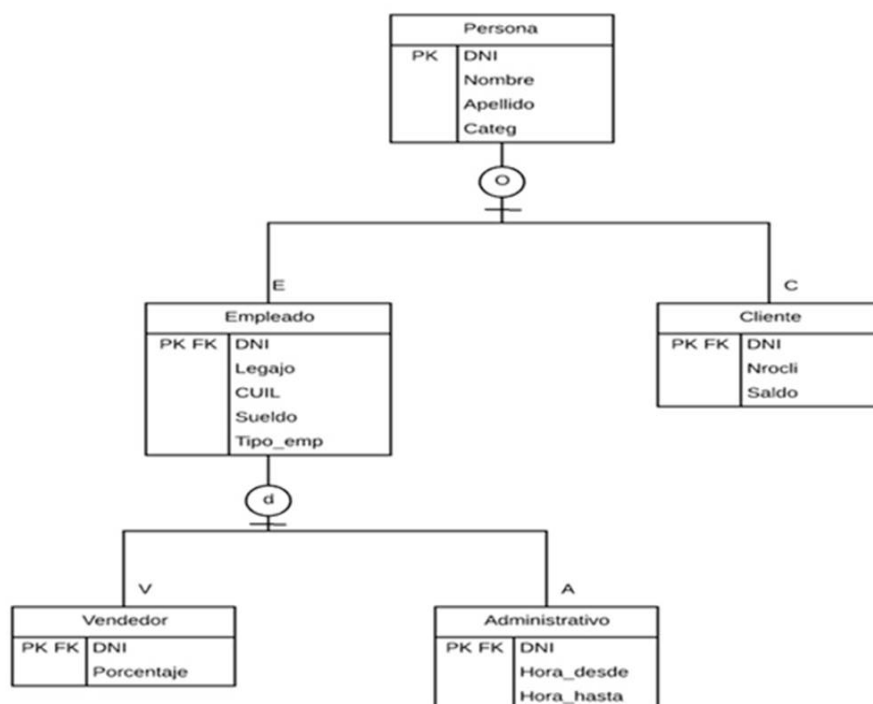 Persona
PK DNI
Nombre
Apellido
Categ
O
E
C
Empleado
PK FK DNI
Legajo
CUIL
Sueldo
Tipo_emp
Cliente
PK FK DNI
Nrocli
Saldo
d
V
A
Vendedor
PK FK DNI
Porcentaje
Administrativo
PK FK DNI
Hora_desde
Hora_hasta